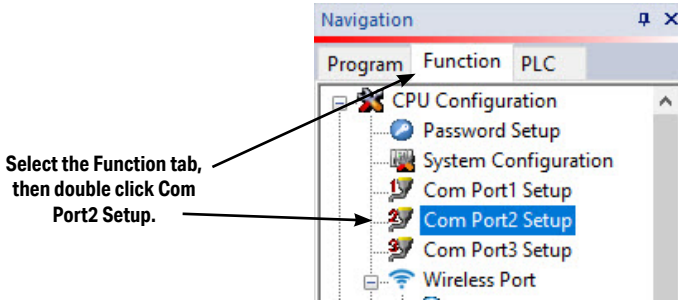 Navigation
Program Function PLC
CPU Configuration
Password Setup
System Configuration
Com Port1 Setup
Com Port2 Setup
Com Port3 Setup
Wireless Port
Select the Function tab,
then double click Com
Port2 Setup.